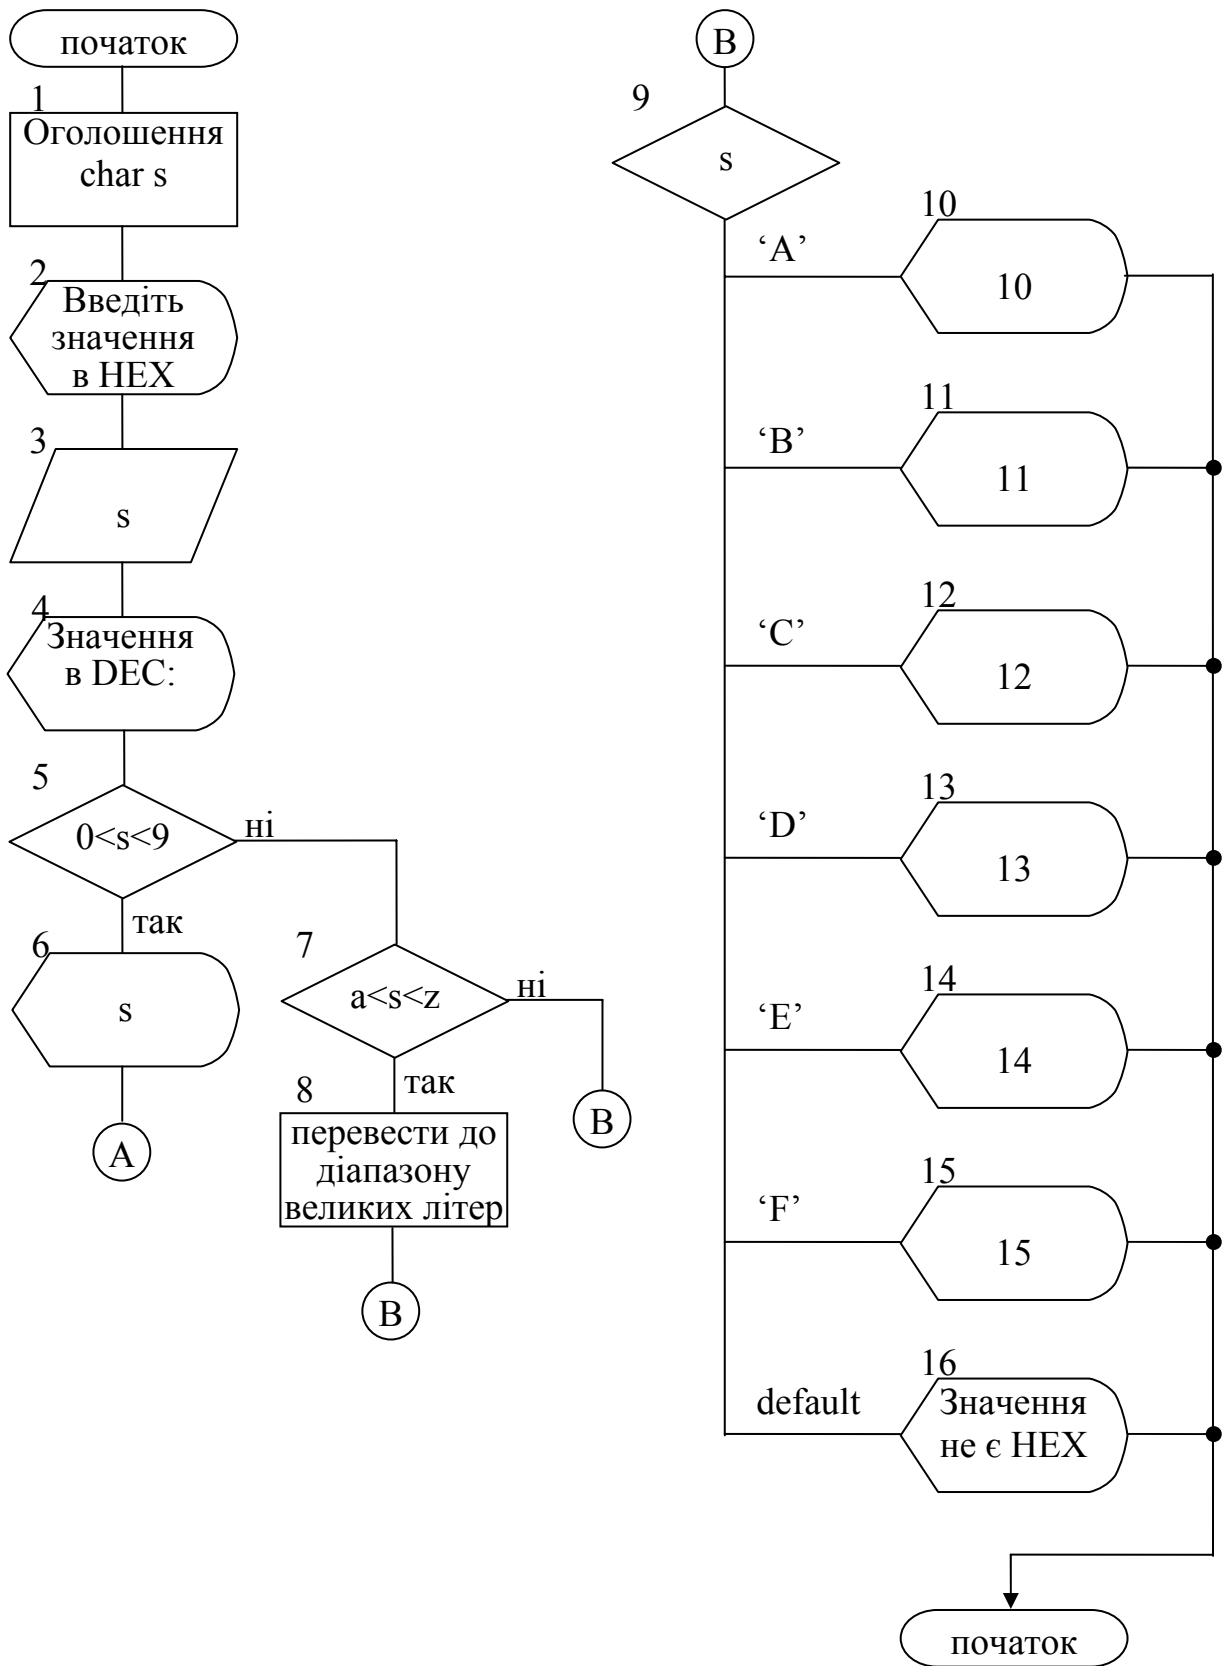 початок
1
Оголошення
char s
2
Введіть
значення
в HEX
3
s
4
Значення
в DEC:
5
0<s<9
ні
так
6
s
A
7
a<s<z
ні
так
8
перевести до
діапазону
великих літер
B
B
B
9
s
‘A’
10
10
‘B’
11
11
‘C’
12
12
‘D’
13
13
‘E’
14
14
‘F’
15
15
default
16
Значення
не є HEX
початок